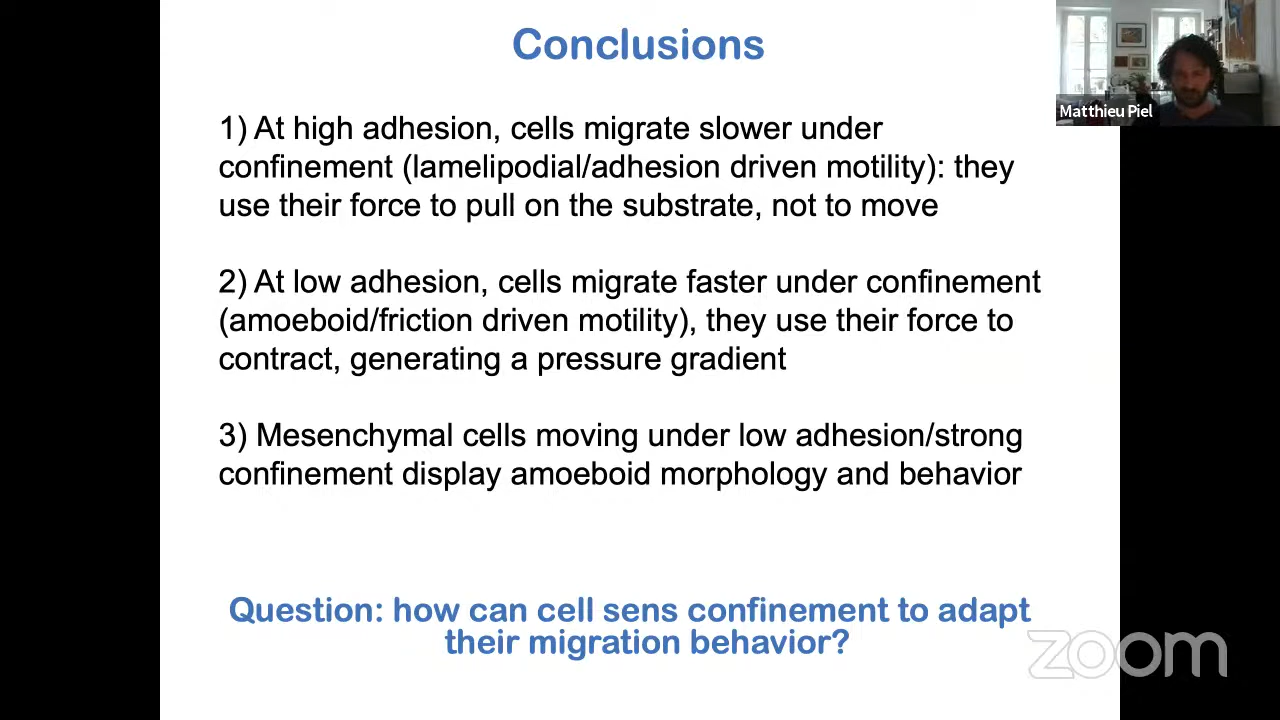 Conclusions
Matthieu Piel
1) At high adhesion, cells migrate slower under
confinement (lamelipodial/adhesion driven motility): they
use their force to pull on the substrate, not to move
2) At low adhesion, cells migrate faster under confinement
(amoeboid/friction driven motility), they use their force to
contract, generating a pressure gradient
3) Mesenchymal cells moving under low adhesion/strong
confinement display amoeboid morphology and behavior
Question: how can cell sens confinement to adapt
their migration behavior?
zoom